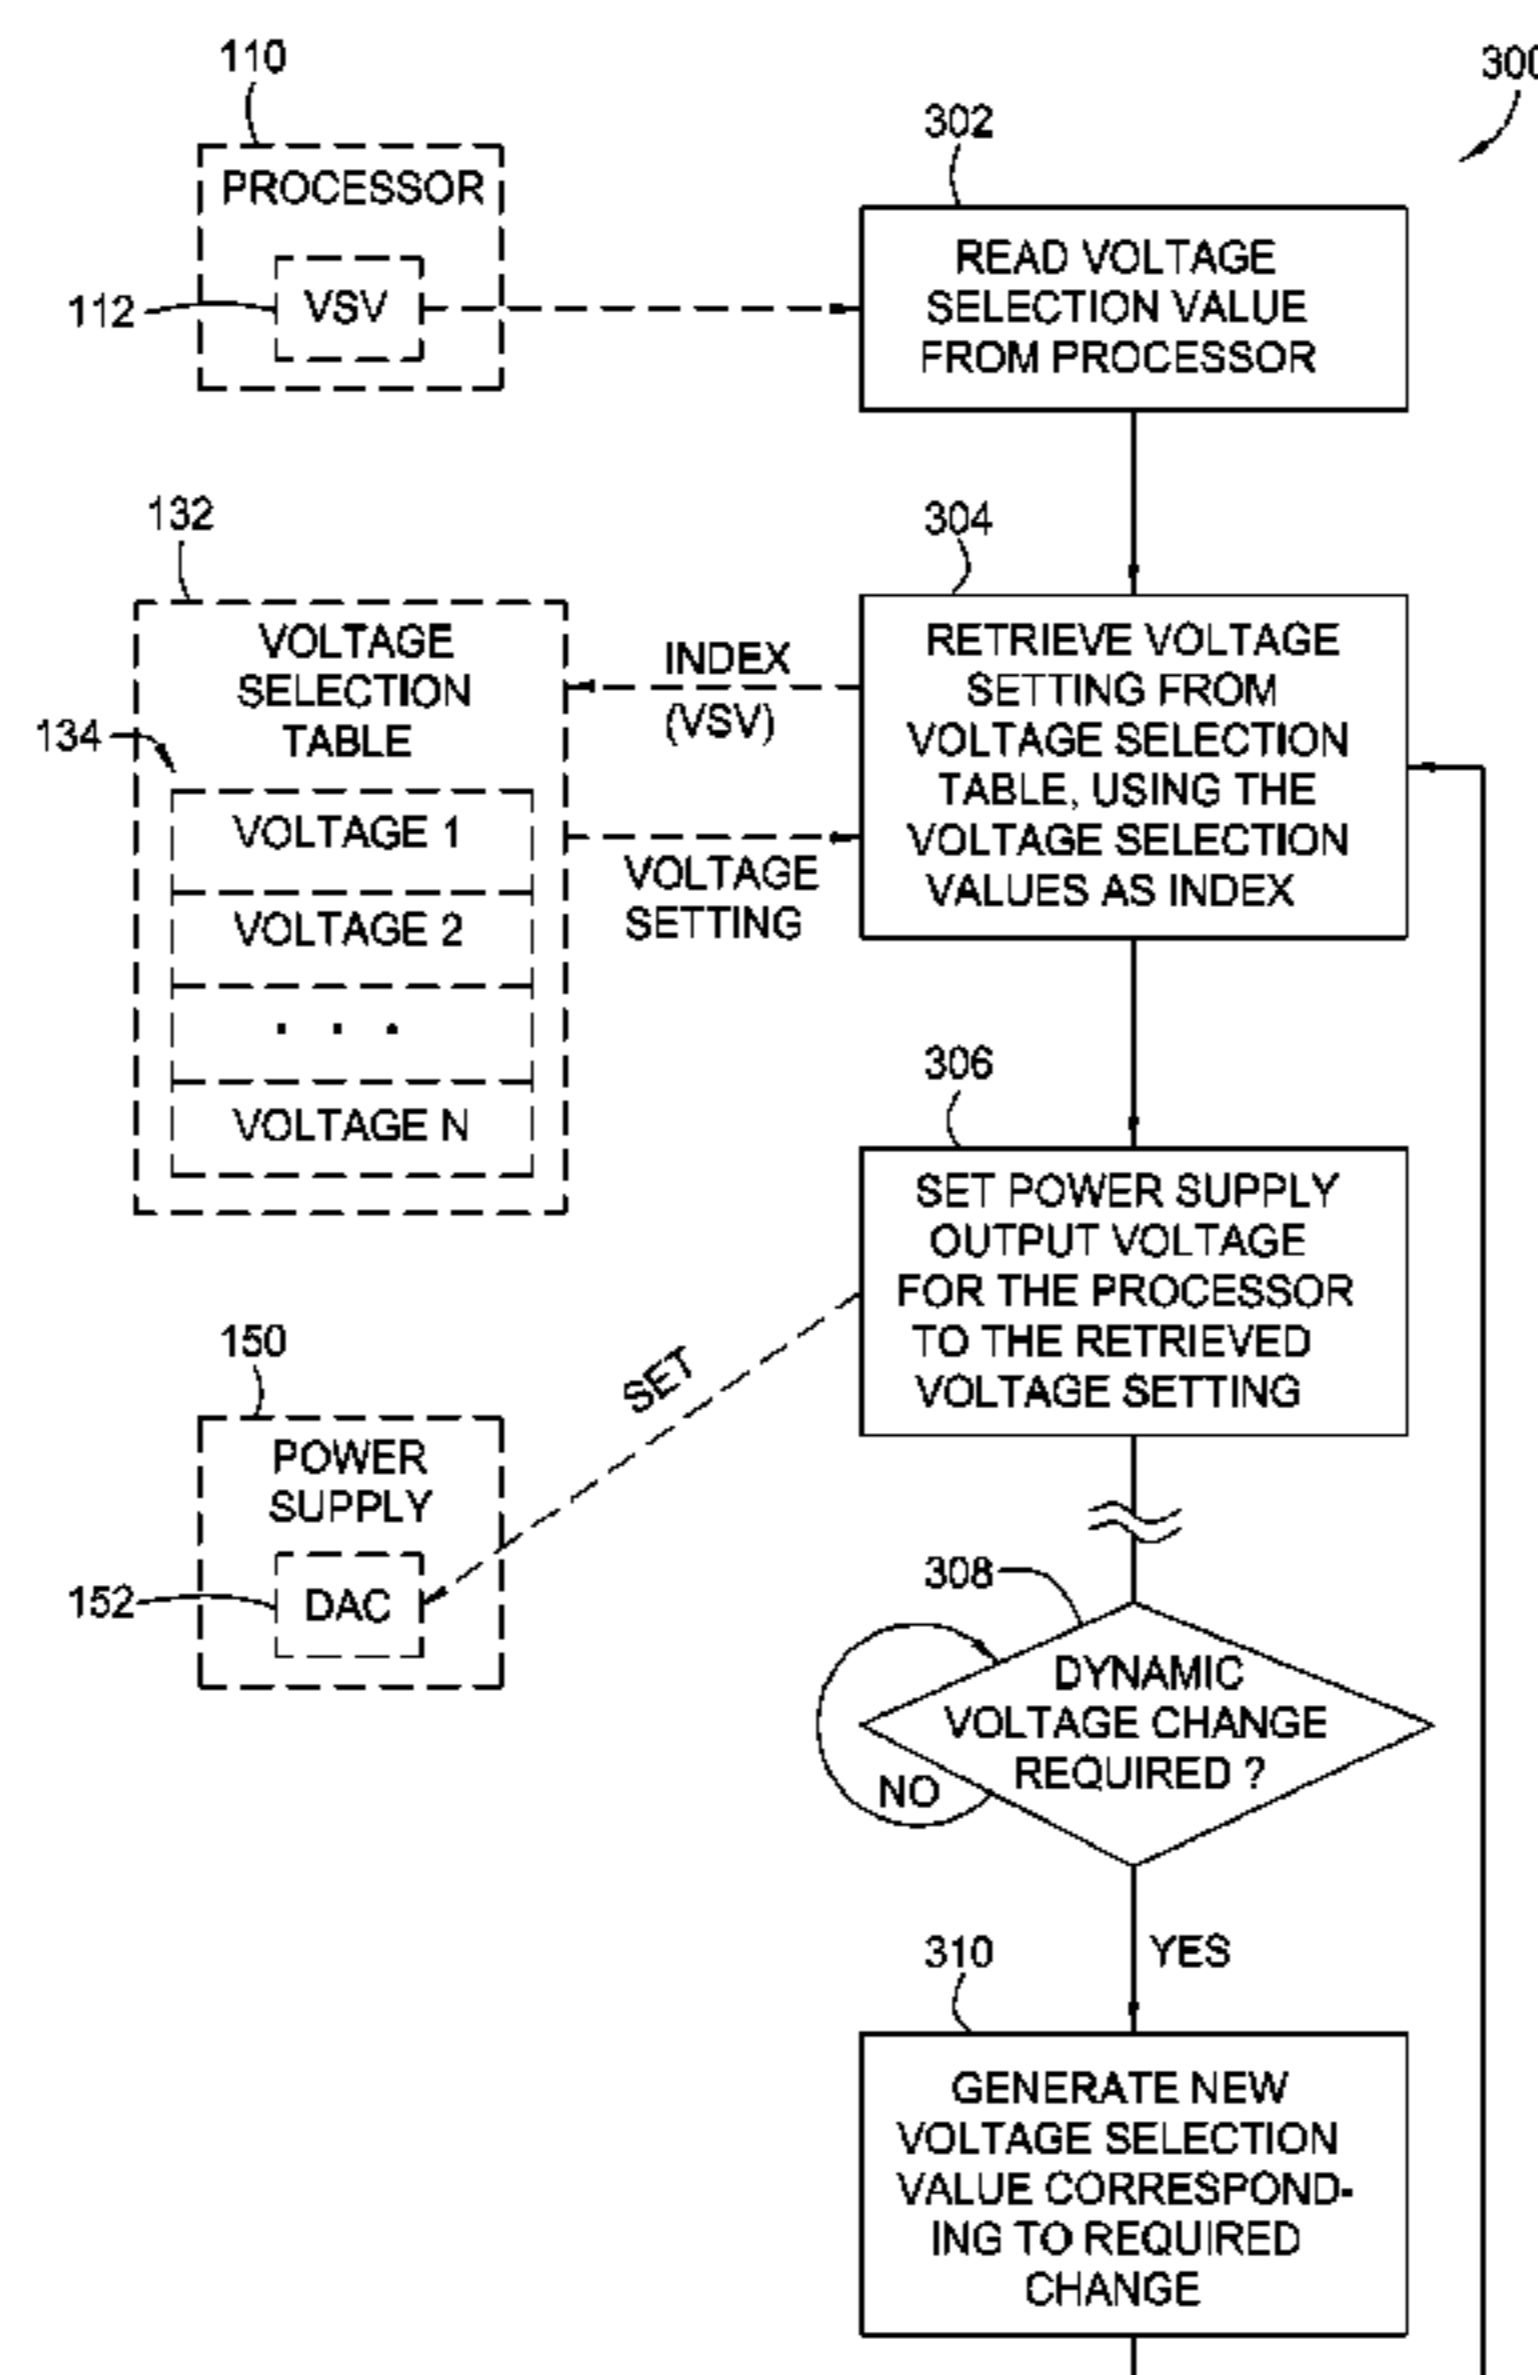 110
300
302
PROCESSOR
READ VOLTAGE
SELECTION VALUE
FROM PROCESSOR
112
VSV
132
304
VOLTAGE
SELECTION
TABLE
INDEX
(VSV)
RETRIEVE VOLTAGE
SETTING FROM
VOLTAGE SELECTION
TABLE, USING THE
VOLTAGE SELECTION
VALUES AS INDEX
134
VOLTAGE 1
VOLTAGE 2
. . .
VOLTAGE N
VOLTAGE
SETTING
306
SET POWER SUPPLY
OUTPUT VOLTAGE
FOR THE PROCESSOR
TO THE RETRIEVED
VOLTAGE SETTING
150
SET
POWER
SUPPLY
152
DAC
308
DYNAMIC
VOLTAGE CHANGE
REQUIRED ?
NO
310
YES
GENERATE NEW
VOLTAGE SELECTION
VALUE CORRESPOND-
ING TO REQUIRED
CHANGE